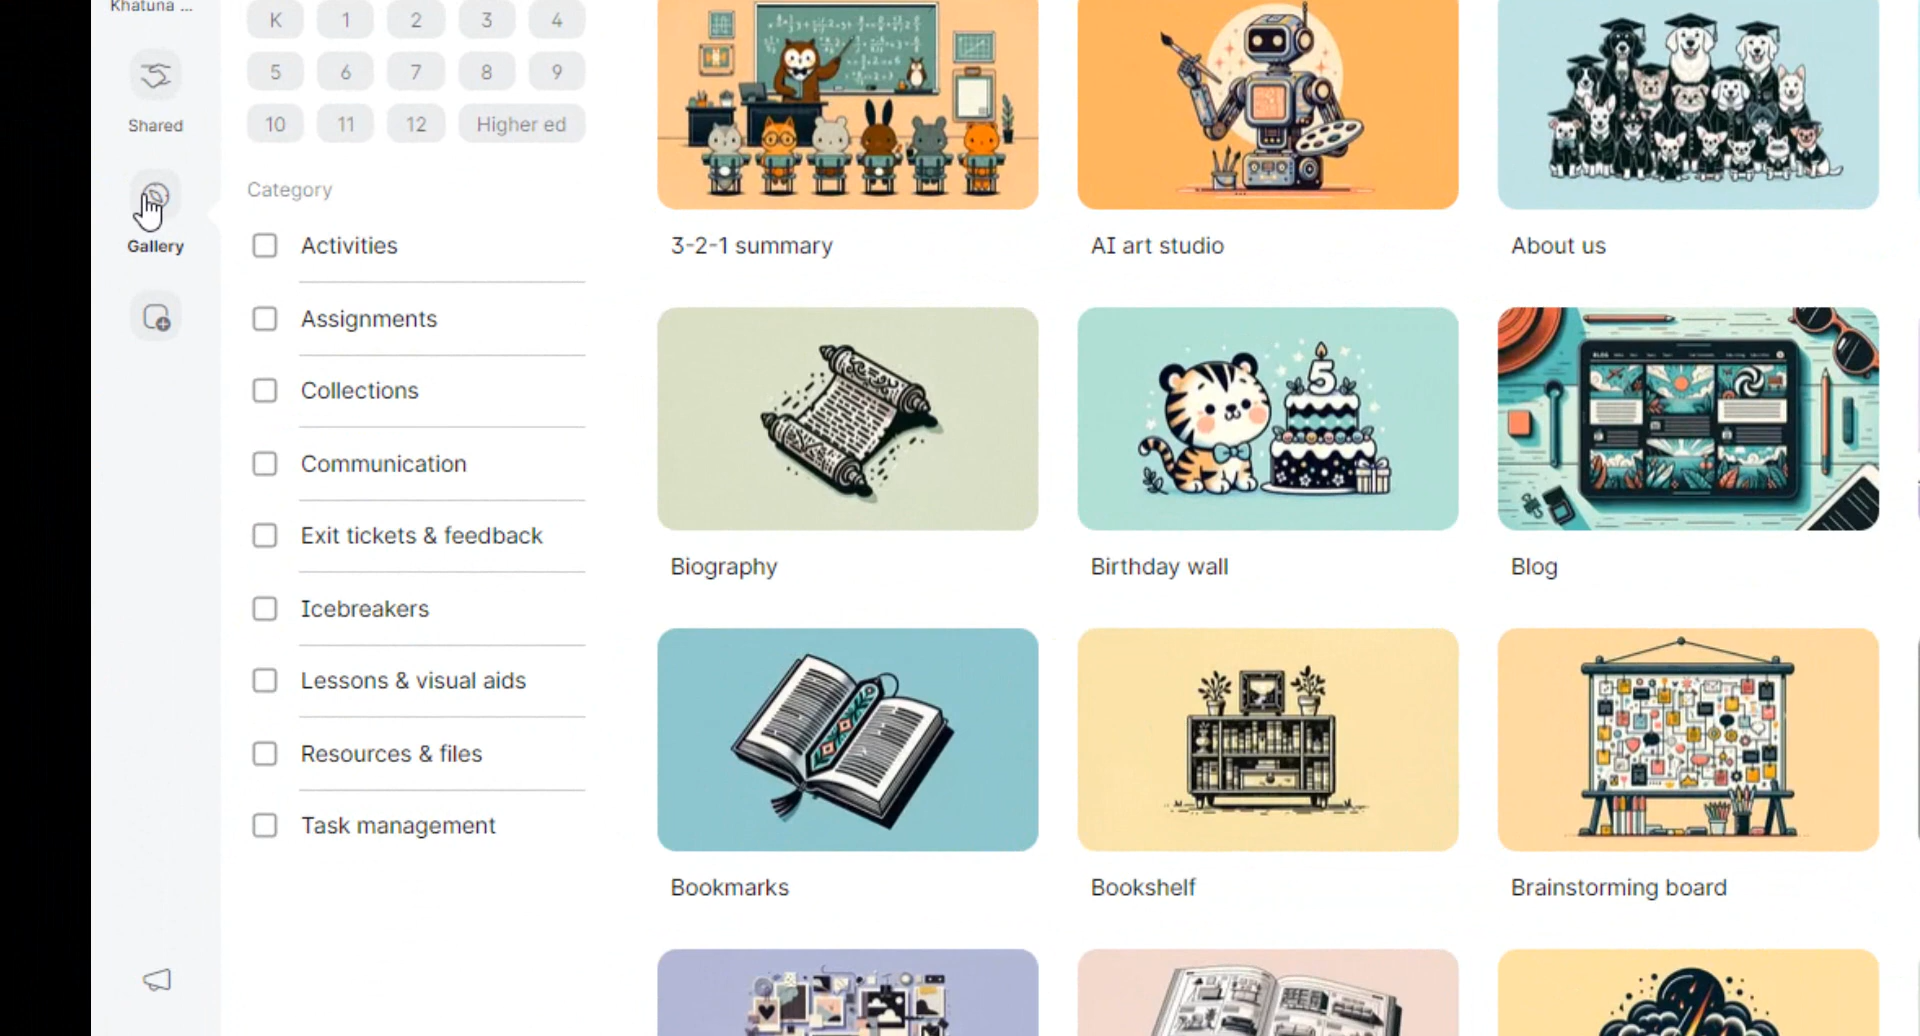 Khatuna ...
Shared
Gallery
K 1 2 3 4
5 6 7 8 9
10 11 12 Higher ed
Category
Activities
Assignments
Collections
Communication
Exit tickets & feedback
Icebreakers
Lessons & visual aids
Resources & files
Task management
3-2-1 summary
AI art studio
About us
5
BLOG
Biography
Birthday wall
Blog
Bookmarks
Bookshelf
Brainstorming board